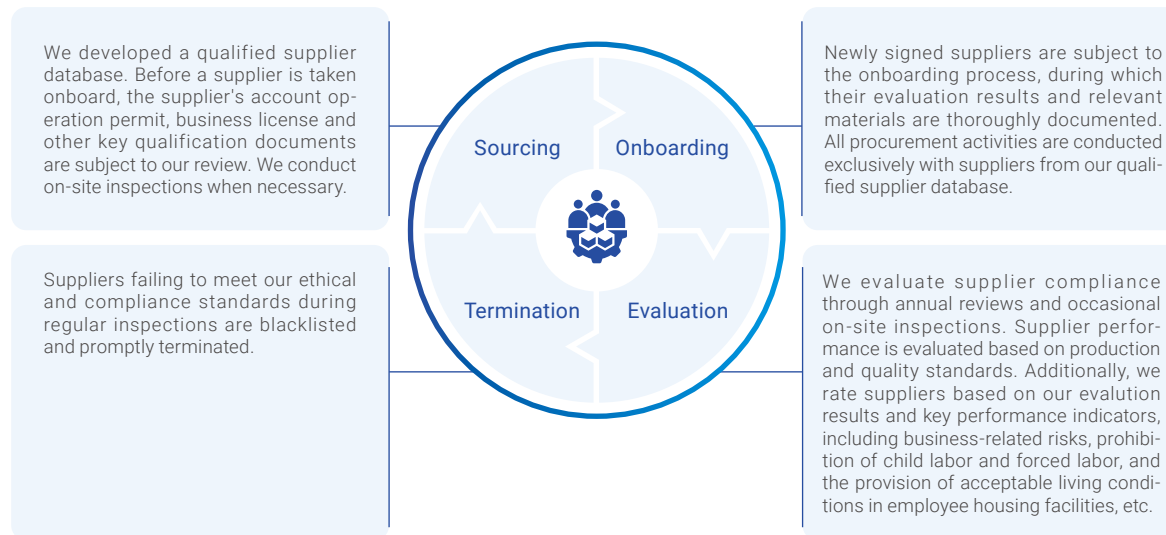 We developed a qualified supplier
database. Before a supplier is taken
onboard, the supplier's account op-
eration permit, business license and
other key qualification documents
are subject to our review. We conduct
on-site inspections when necessary.
Sourcing
Onboarding
Newly signed suppliers are subject to
the onboarding process, during which
their evaluation results and relevant
materials are thoroughly documented.
All procurement activities are conducted
exclusively with suppliers from our quali-
fied supplier database.
Suppliers failing to meet our ethical
and compliance standards during
regular inspections are blacklisted
and promptly terminated.
Termination
Evaluation
We evaluate supplier compliance
through annual reviews and occasional
on-site inspections. Supplier perfor-
mance is evaluated based on production
and quality standards. Additionally, we
rate suppliers based on our evalution
results and key performance indicators,
including business-related risks, prohibi-
tion of child labor and forced labor, and
the provision of acceptable living condi-
tions in employee housing facilities, etc.